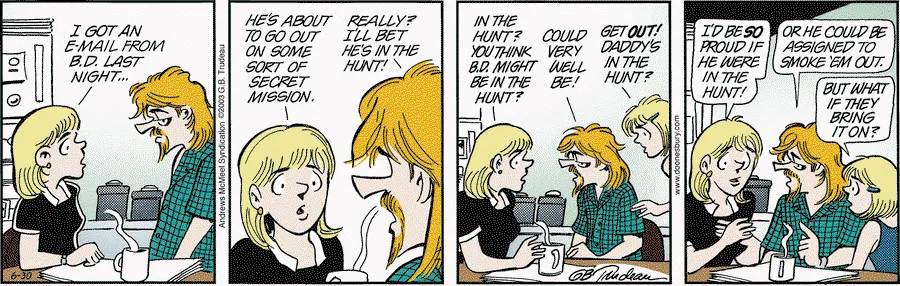 I GOT AN
E-MAIL FROM
B.D. LAST
NIGHT...
6-30
Andrews McMeel Syndication ©2003 G.B. Trudeau
HE'S ABOUT
TO GO OUT
ON SOME
SORT OF
SECRET
MISSION.
REALLY?
I'LL BET
HE'S IN THE
HUNT!
IN THE
HUNT?
YOU THINK
B.D. MIGHT
BE IN THE
HUNT?
COULD
VERY
WELL
BE!
GET OUT!
DADDY'S
IN THE
HUNT?
GBTrudeau
www.doonesbury.com
I'D BE SO
PROUD IF
HE WERE
IN THE
HUNT!
OR HE COULD BE
ASSIGNED TO
SMOKE 'EM OUT.
BUT WHAT
IF THEY
BRING
IT ON?